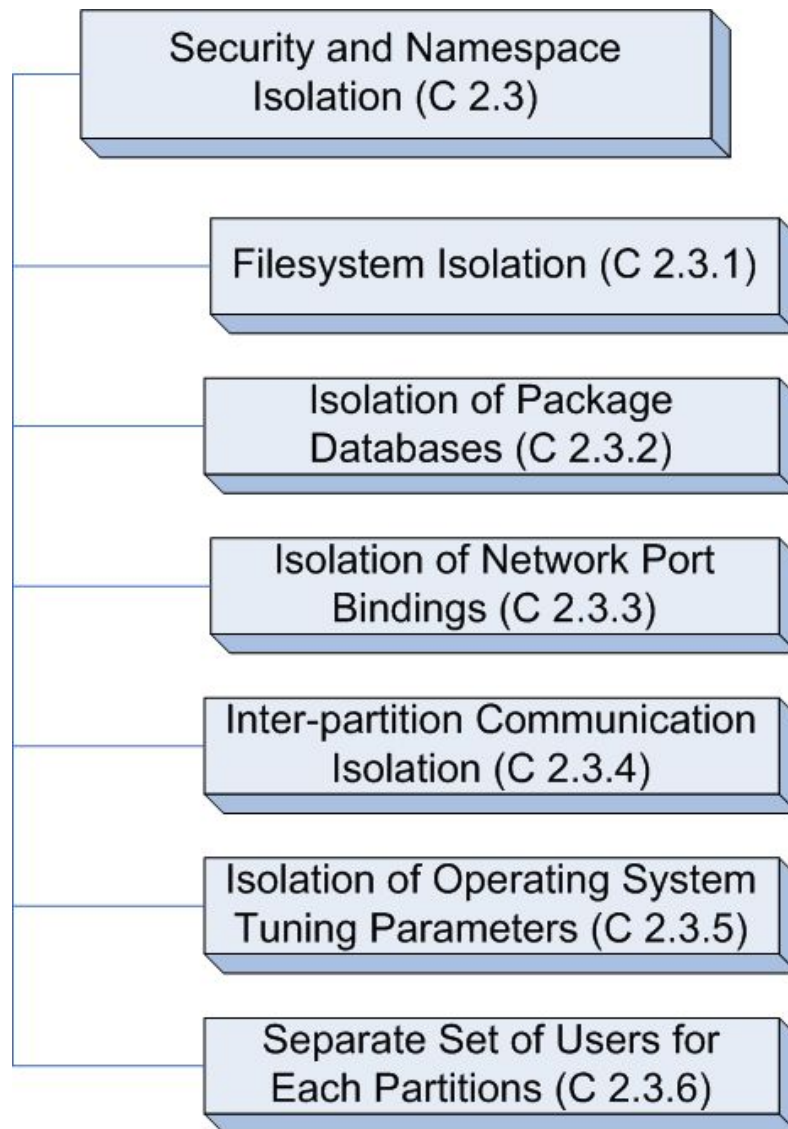 Security and Namespace
Isolation (C 2.3)
Filesystem Isolation (C 2.3.1)
Isolation of Package
Databases (C 2.3.2)
Isolation of Network Port
Bindings (C 2.3.3)
Inter-partition Communication
Isolation (C 2.3.4)
Isolation of Operating System
Tuning Parameters (C 2.3.5)
Separate Set of Users for
Each Partitions (C 2.3.6)